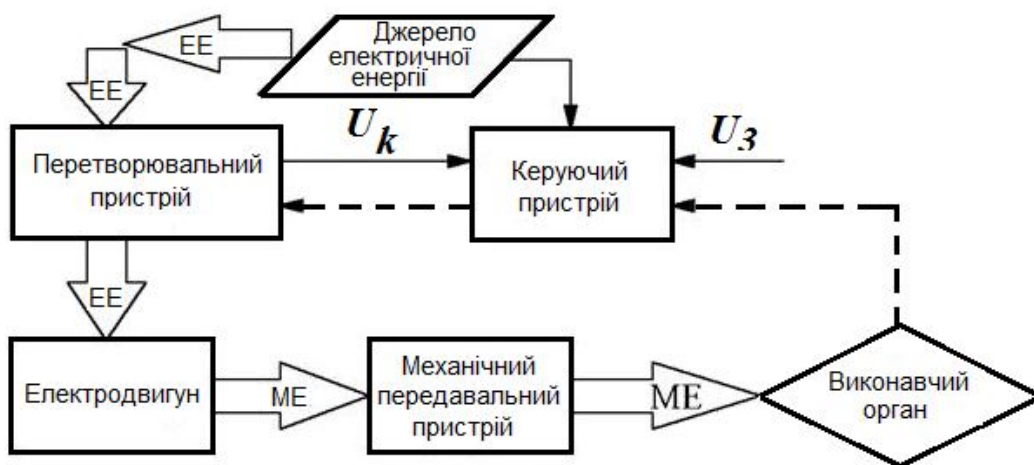 Джерело
електричної
енергії
ЕЕ
ЕЕ
Перетворювальний
пристрій
U_k
Керуючий
пристрій
U_З
ЕЕ
Електродвигун
МЕ
Механічний
передавальний
пристрій
МЕ
Виконавчий
орган